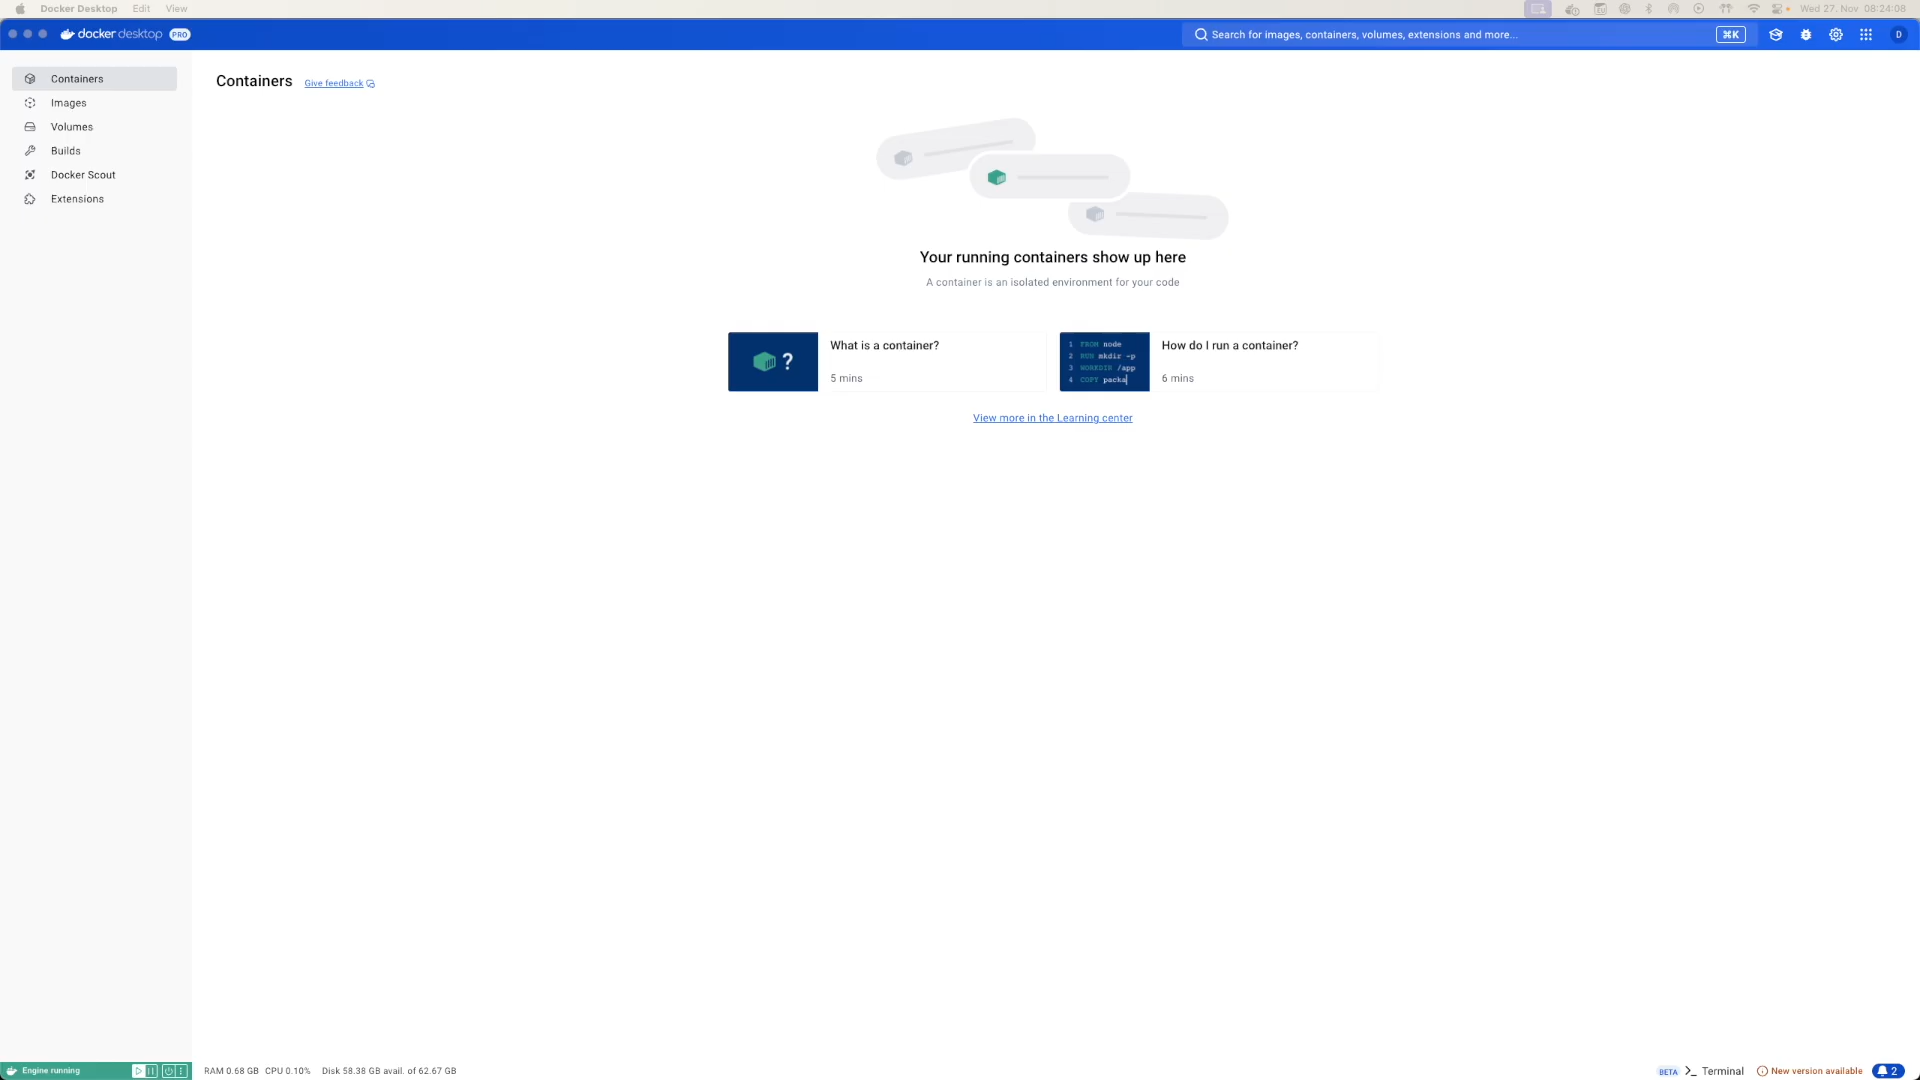 Docker Desktop Edit View Wed 27. Nov 08:24:08
docker desktop PRO Search for images, containers, volumes, extensions and more... ⌘K D
Containers
Images
Volumes
Builds
Docker Scout
Extensions
Containers Give feedback
Your running containers show up here
A container is an isolated environment for your code
?
What is a container?
5 mins
1 FROM node
2 RUN mkdir -p
3 WORKDIR /app
4 COPY packa
How do I run a container?
6 mins
View more in the Learning center
Engine running RAM 0.68 GB CPU 0.10% Disk 58.38 GB avail. of 62.67 GB BETA >_ Terminal New version available 2